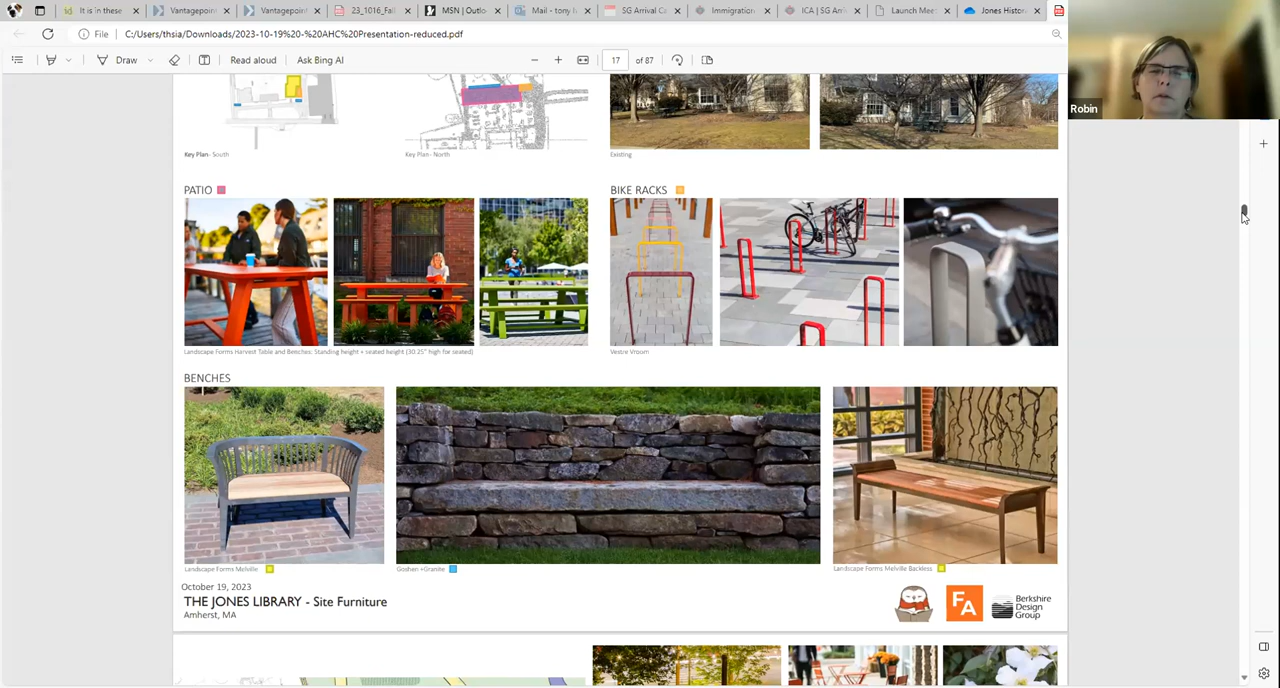 It is in these
Vantagepoint
Vantagepoint
23_1016_Fall
MSN | Outlo
Mail - tony
SG Arrival C
Immigration
ICA | SG Arri
Launch Mee
Jones Histor
File
C:/Users/thsia/Downloads/2023-10-19%20-%20AHC%20Presentation-reduced.pdf
Draw
Read aloud
Ask Bing AI
17
of 87
Robin
Key Plan- South
Key Plan- North
Existing
PATIO
BIKE RACKS
Landscape Forms Harvest Table and Benches: Standing height + seated height (30.25" high for seated)
Vestre Vroom
BENCHES
Landscape Forms Melville
Goshen +Granite
Landscape Forms Melville Backless
October 19, 2023
THE JONES LIBRARY - Site Furniture
Amherst, MA
FA
Berkshire
Design
Group